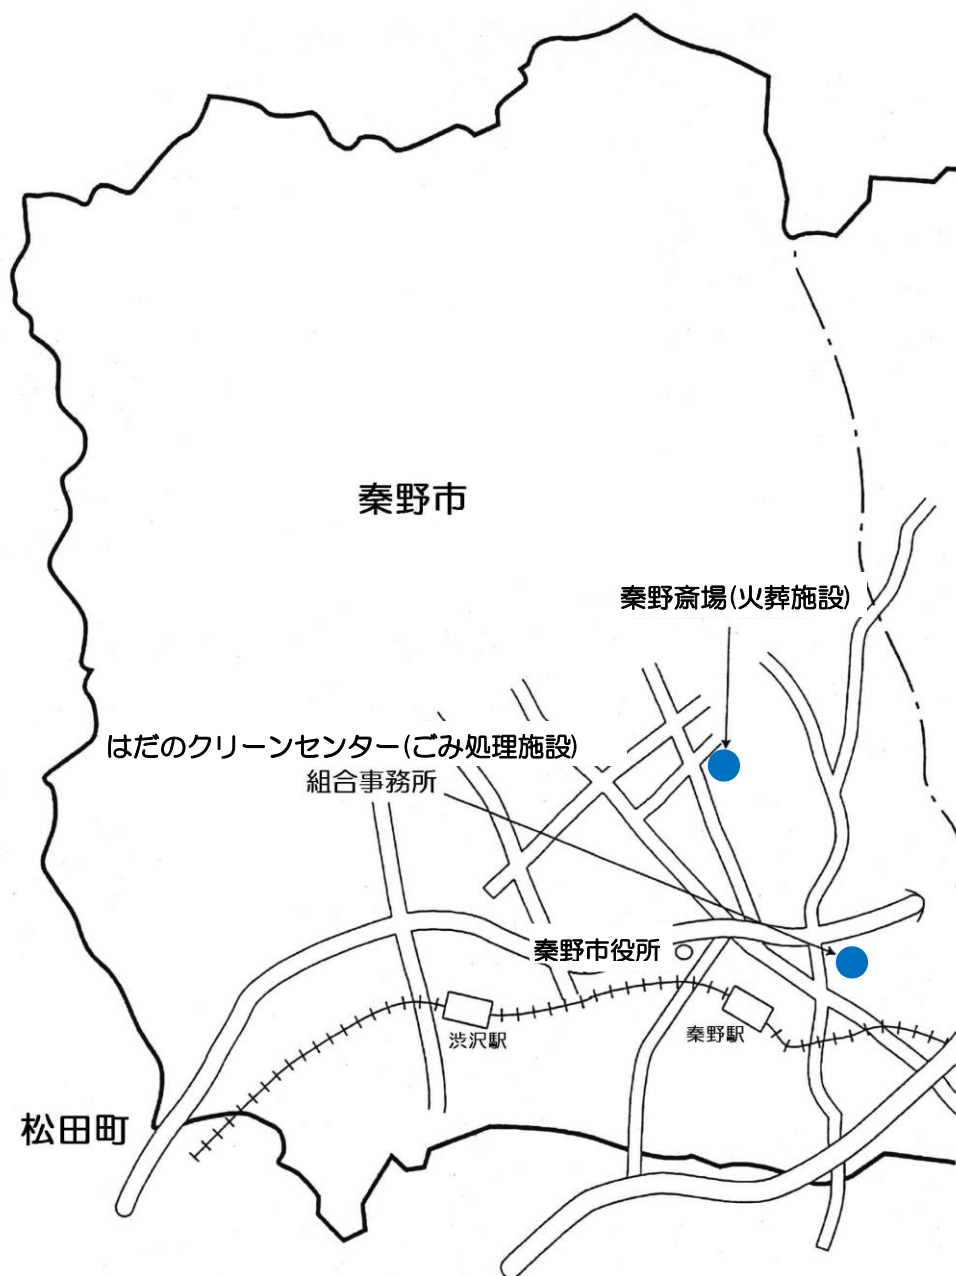 秦野市
秦野斎場(火葬施設)
はだのクリーンセンター(ごみ処理施設)
組合事務所
秦野市役所
渋沢駅
秦野駅
松田町